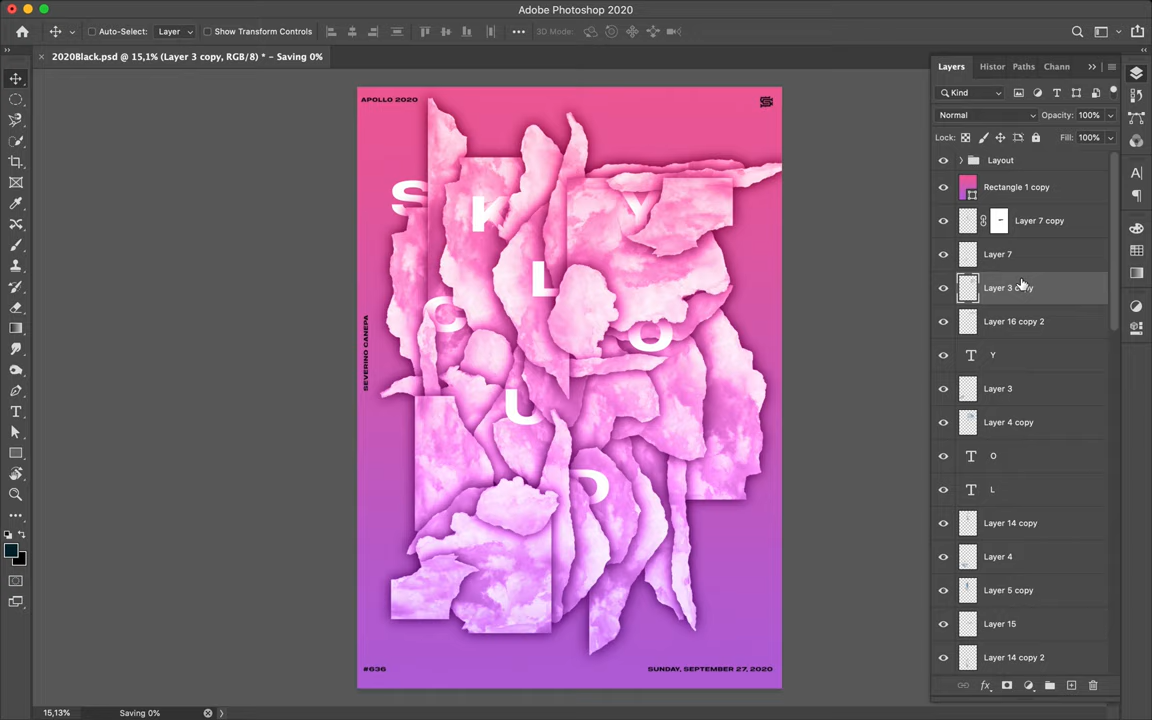 Adobe Photoshop 2020
Auto-Select:
Layer
Show Transform Controls
3D Mode:
2020Black.psd @ 15,1% (Layer 3 copy, RGB/8) * - Saving 0%
Layers
Histor
Paths
Chann
Kind
Normal
Opacity: 100%
Lock:
Fill: 100%
Layout
Rectangle 1 copy
Layer 7 copy
Layer 7
Layer 3 copy
Layer 16 copy 2
T Y
Layer 3
Layer 4 copy
T O
T L
Layer 14 copy
Layer 4
Layer 5 copy
Layer 15
Layer 14 copy 2
APOLLO 2020
S
K
Y
C
L
O
U
D
SEVERINO CANEPA
#636
SUNDAY, SEPTEMBER 27, 2020
15,13%
Saving 0%